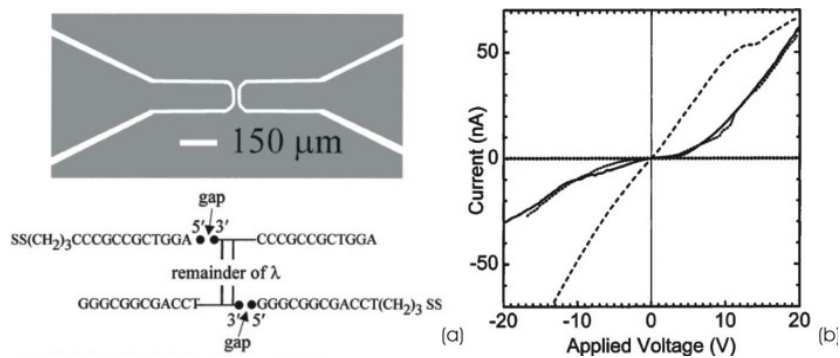 150 μm
gap
5′ 3′
SS(CH₂)₃CCCGCCGCTGGA CCCGCCGCTGGA
remainder of λ
GGGCGGCGACCT GGGCGGCGACCT(CH₂)₃ SS
3′ 5′
gap
(a)
50
0
-50
Current (nA)
-20 -10 0 10 20
Applied Voltage (V)
(b)